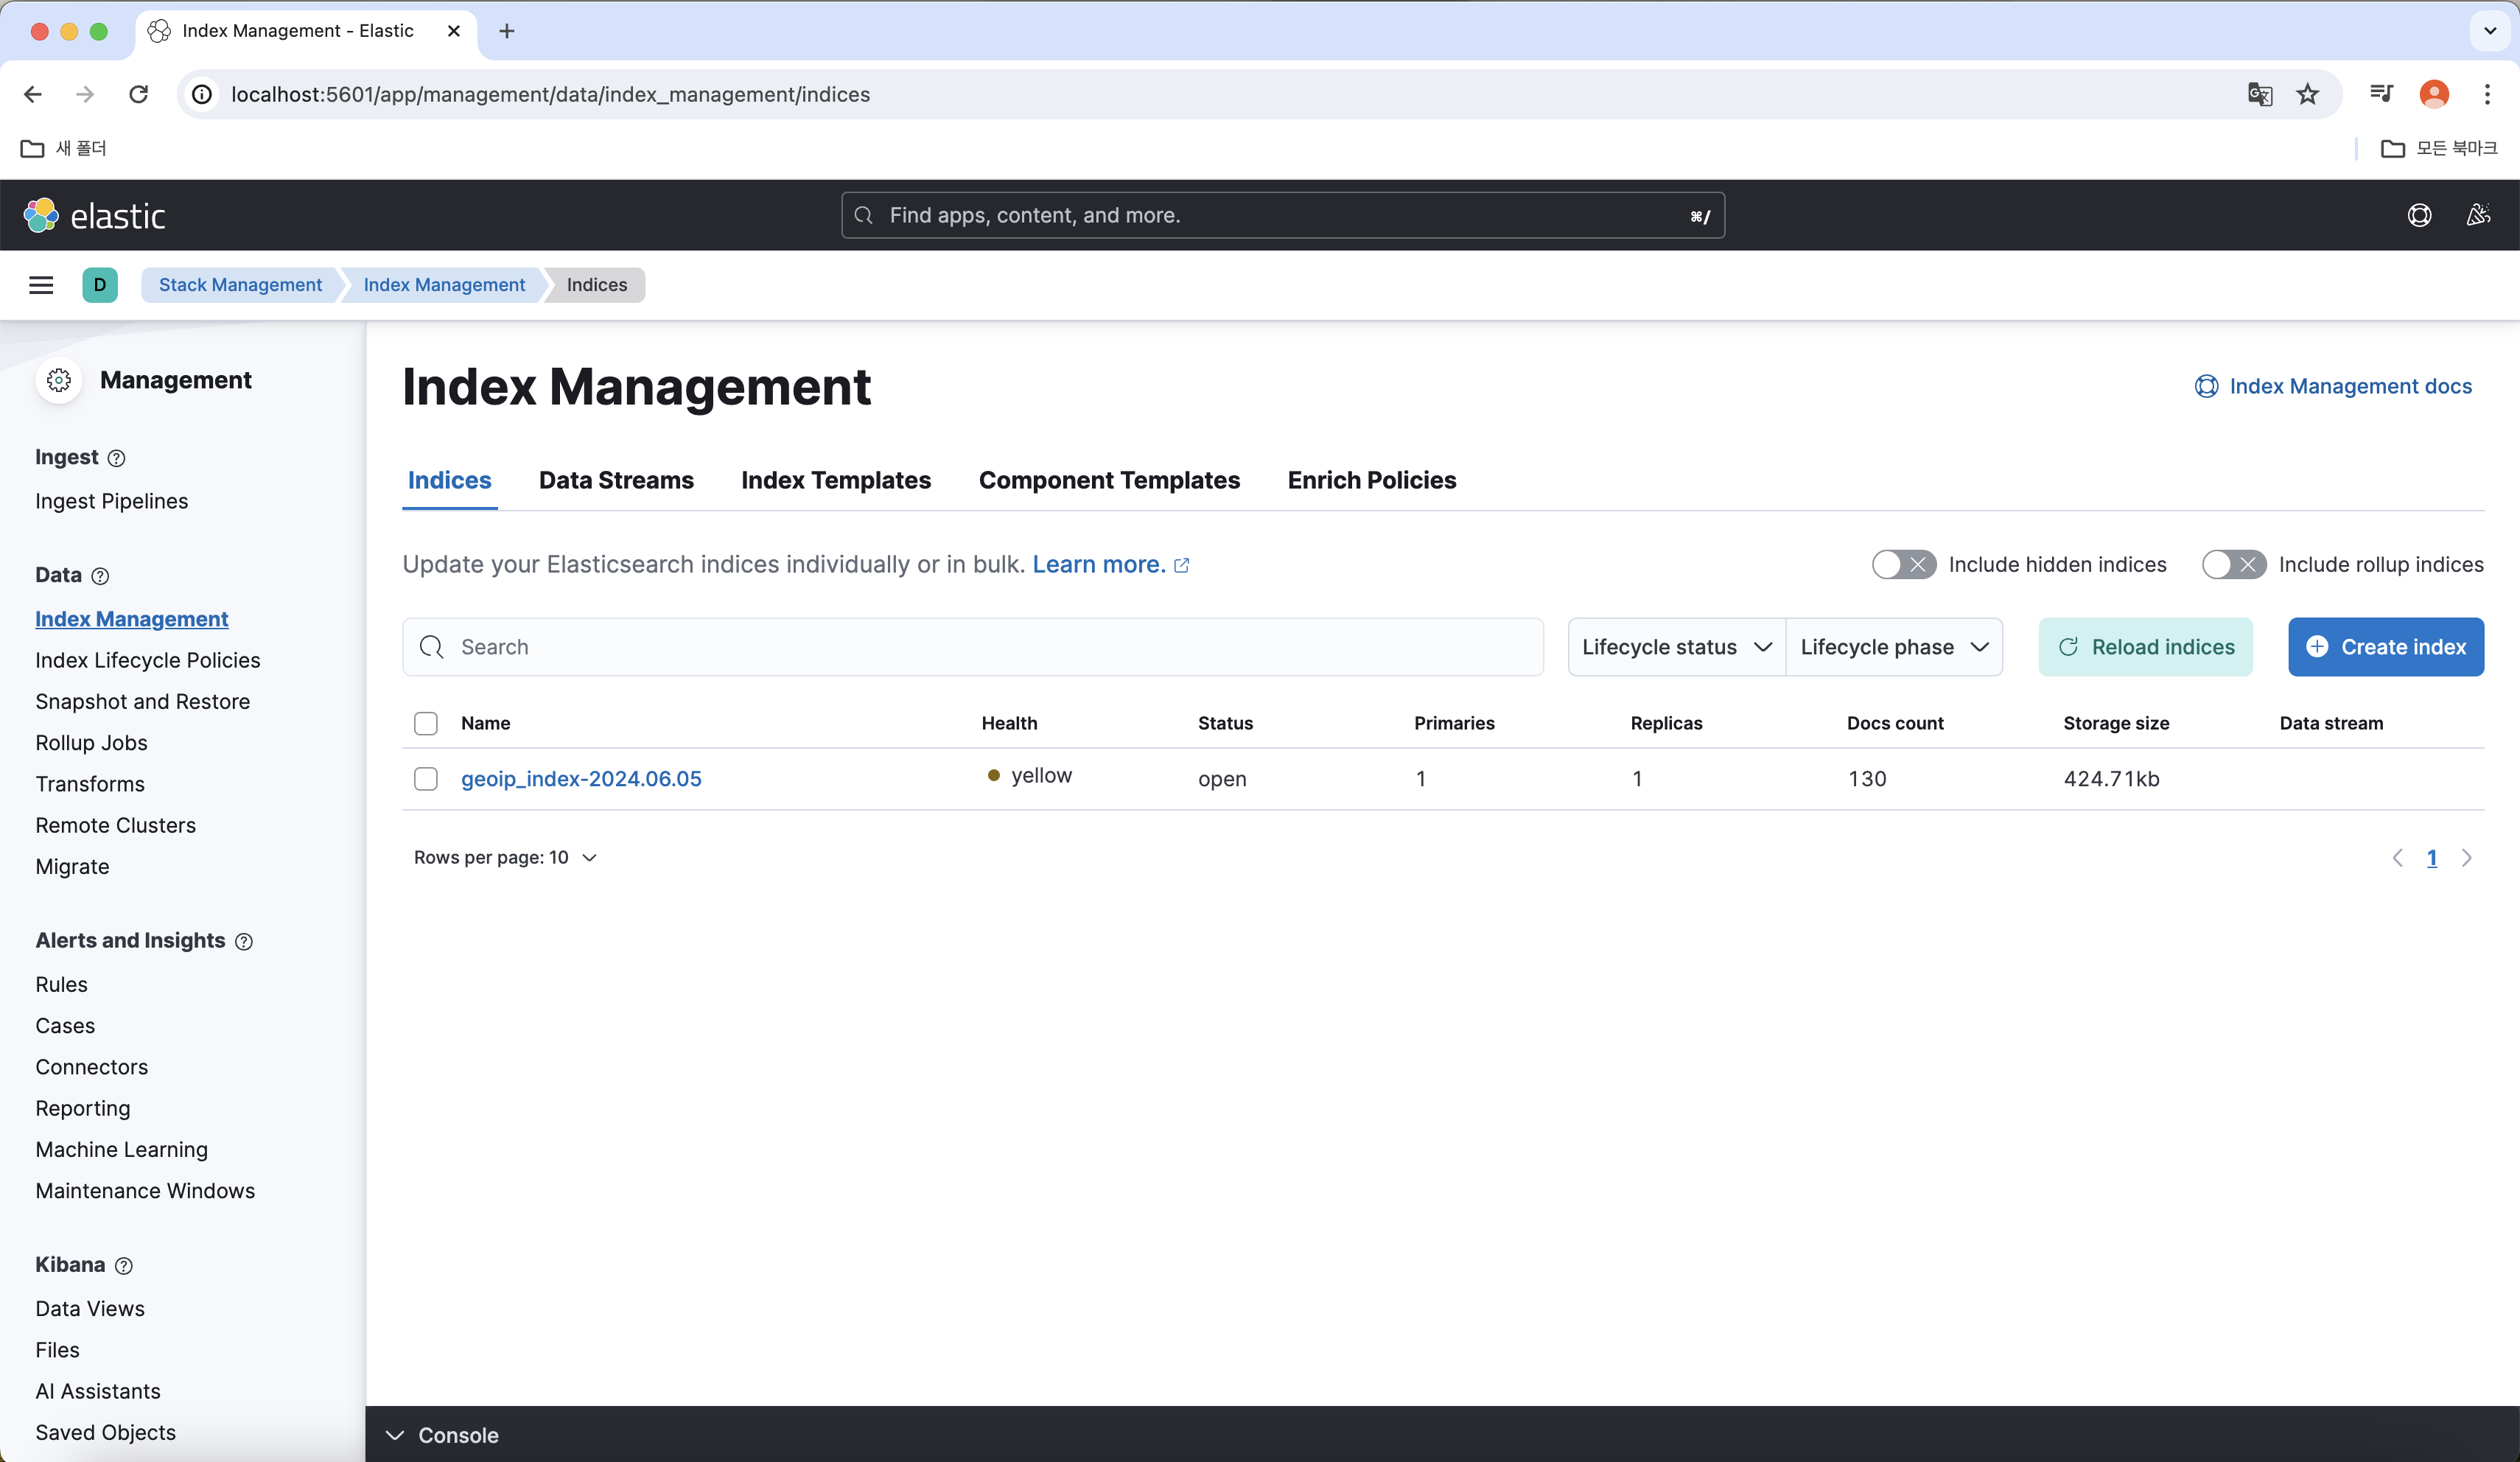 Index Management - Elastic
localhost:5601/app/management/data/index_management/indices
새 폴더
모든 북마크
elastic
Find apps, content, and more.
⌘/
D
Stack Management
Index Management
Indices
Management
Ingest
Ingest Pipelines
Data
Index Management
Index Lifecycle Policies
Snapshot and Restore
Rollup Jobs
Transforms
Remote Clusters
Migrate
Alerts and Insights
Rules
Cases
Connectors
Reporting
Machine Learning
Maintenance Windows
Kibana
Data Views
Files
AI Assistants
Saved Objects
Index Management
Index Management docs
Indices Data Streams Index Templates Component Templates Enrich Policies
Update your Elasticsearch indices individually or in bulk. Learn more.
Include hidden indices
Include rollup indices
Search
Lifecycle status
Lifecycle phase
Reload indices
Create index
Name Health Status Primaries Replicas Docs count Storage size Data stream
geoip_index-2024.06.05 yellow open 1 1 130 424.71kb
Rows per page: 10
1
Console